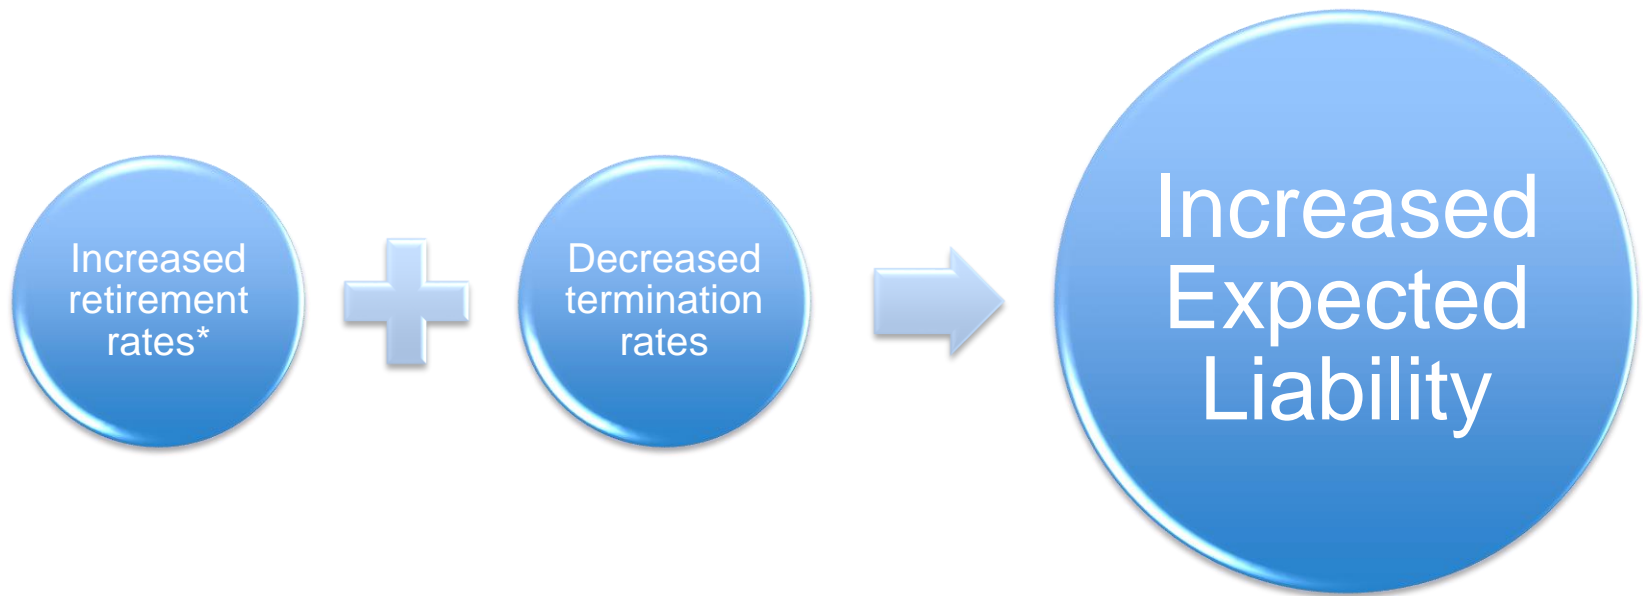 Increased
retirement
rates*
Decreased
termination
rates
Increased
Expected
Liability